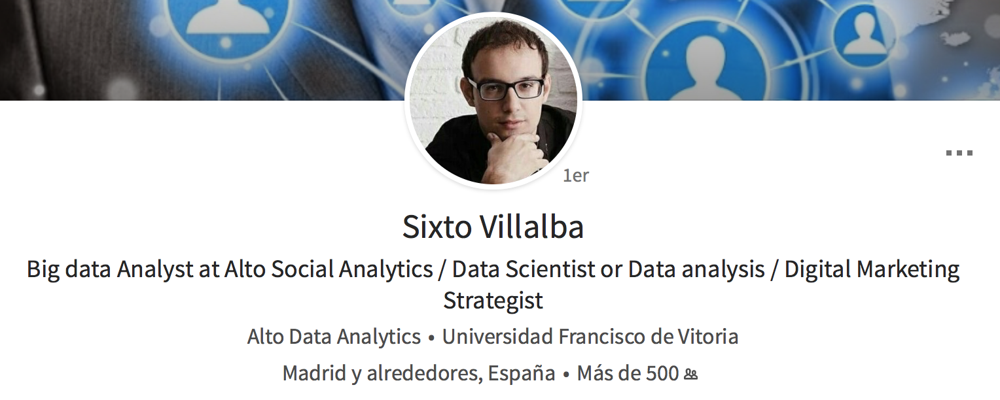 1er
Sixto Villalba
Big data Analyst at Alto Social Analytics / Data Scientist or Data analysis / Digital Marketing
Strategist
Alto Data Analytics • Universidad Francisco de Vitoria
Madrid y alrededores, España • Más de 500